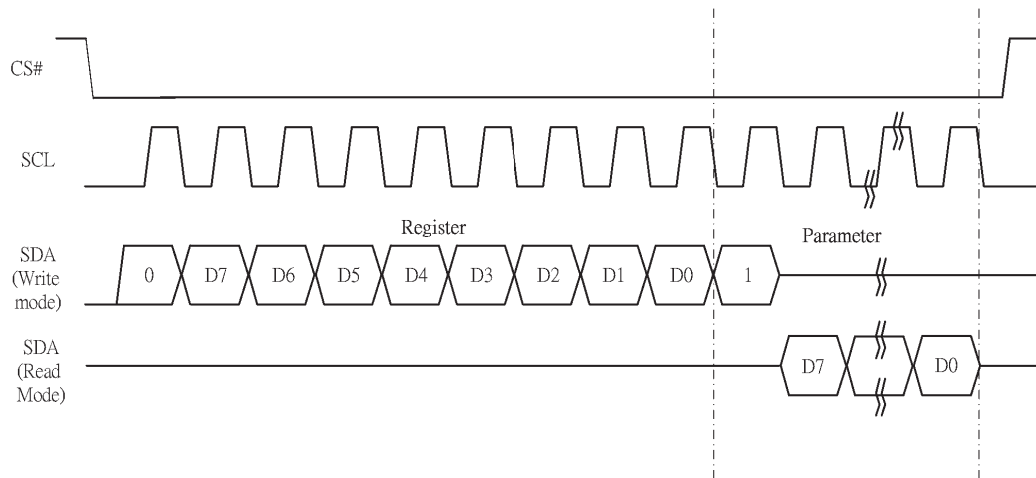 CS#
SCL
Register
Parameter
SDA
(Write
mode)
0 D7 D6 D5 D4 D3 D2 D1 D0 1
SDA
(Read
Mode)
D7 D0